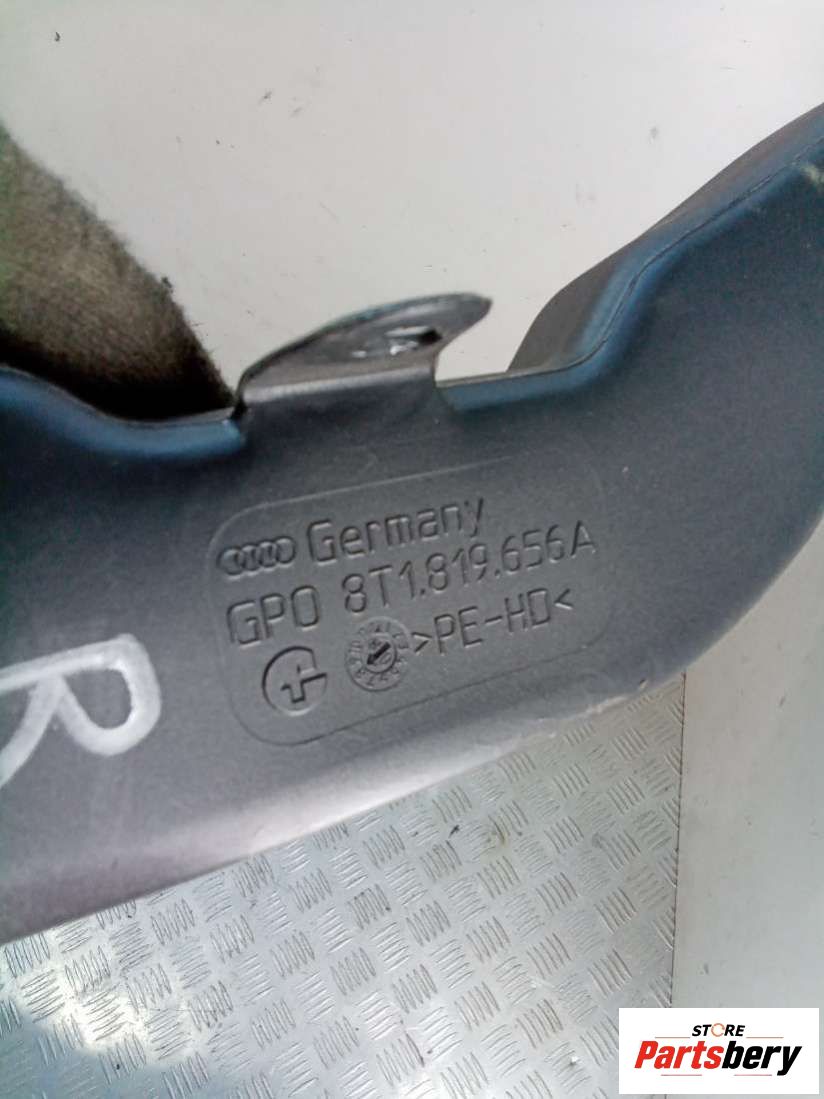 Germany
GPO 8T1.819.656A
>PE-HD<
R
STORE
Partsbery